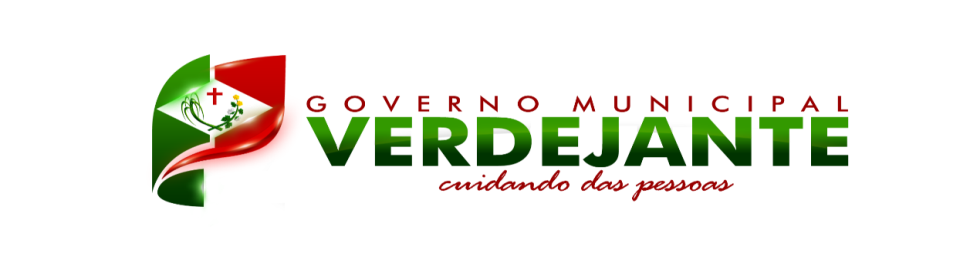 GOVERNO MUNICIPAL
VERDEJANTE
cuidando das pessoas